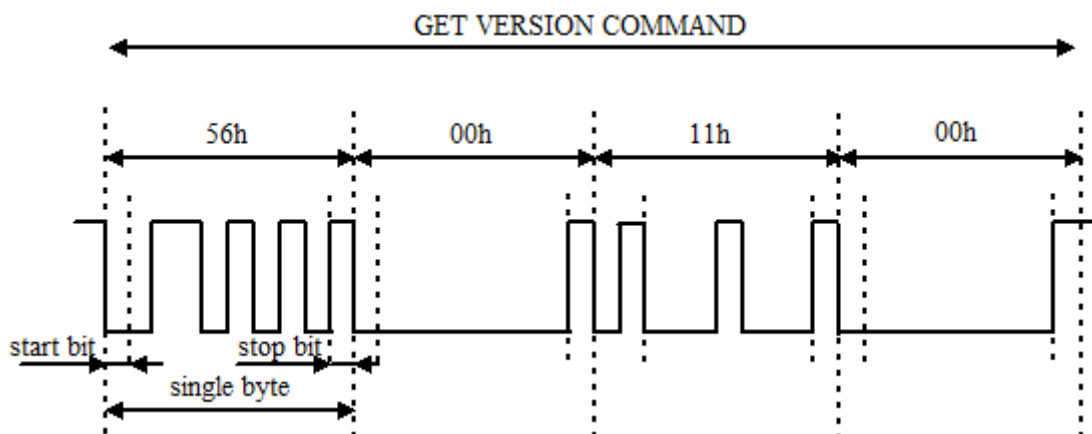 GET VERSION COMMAND
56h
00h
11h
00h
start bit
stop bit
single byte